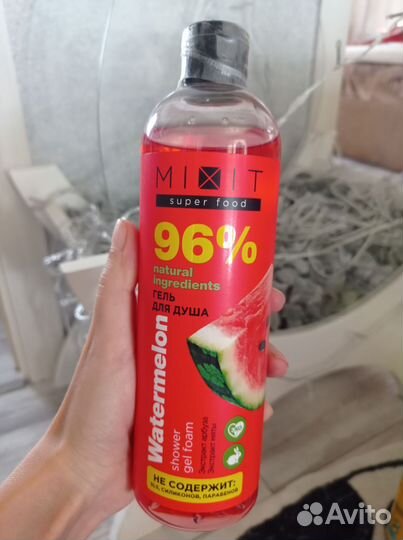 MIXIT
super food
96%
natural
ingredients
ГЕЛЬ
ДЛЯ ДУША
Watermelon
shower
gel foam
Экстракт арбуза
Экстракт мяты
НЕ СОДЕРЖИТ:
SLS, СИЛИКОНОВ, ПАРАБЕНОВ
Avito